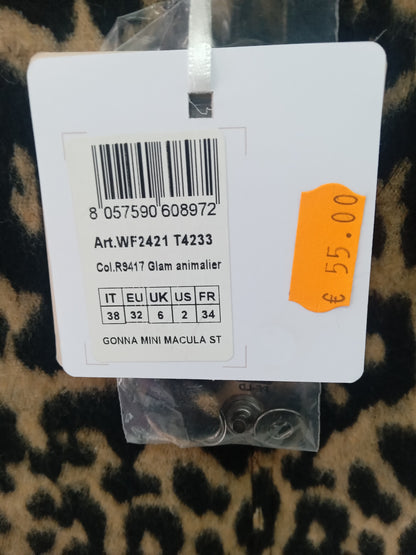 8 057590 608972
Art.WF2421 T4233
Col.R9417 Glam animalier
IT EU UK US FR
38 32 6 2 34
GONNA MINI MACULA ST
€ 55.00